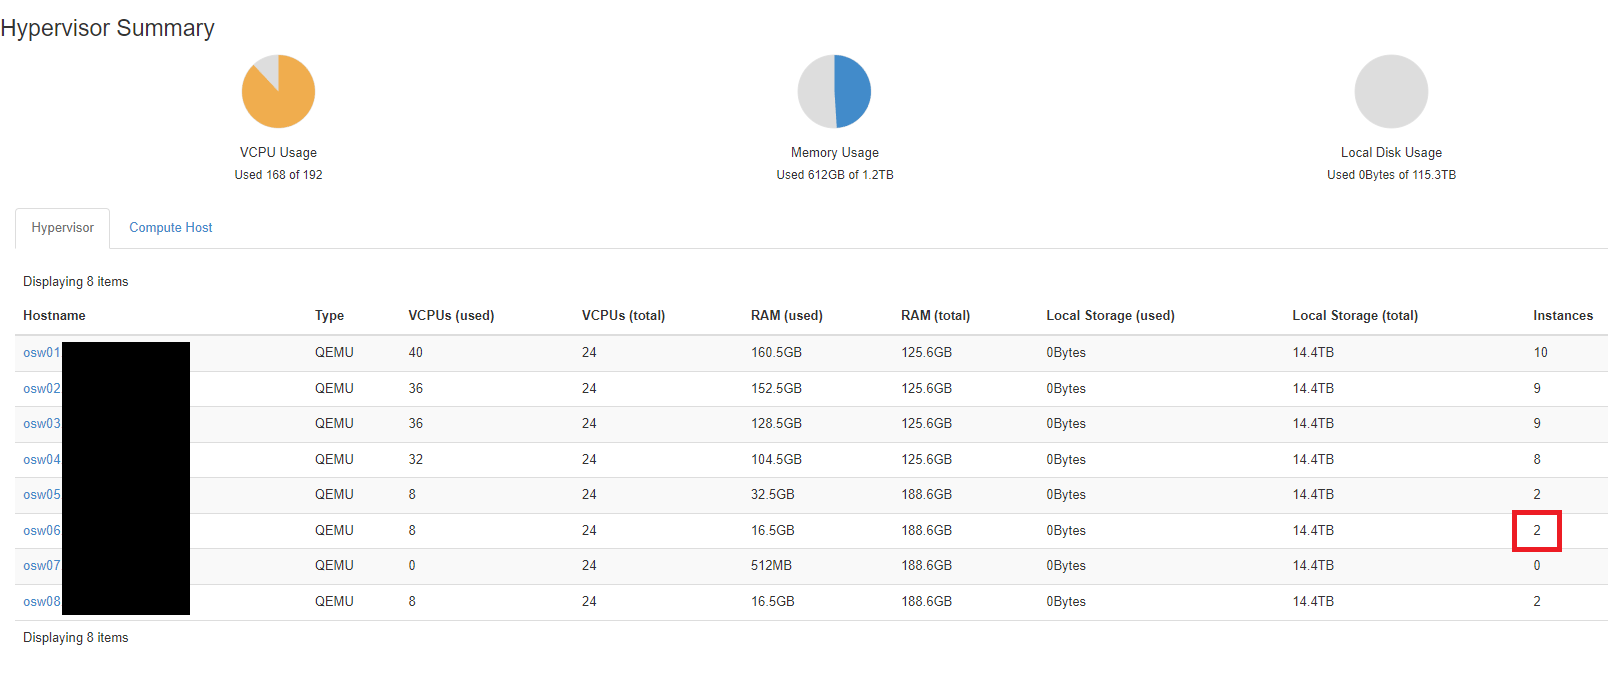 Hypervisor Summary
VCPU Usage Memory Usage Local Disk Usage
Used 168 of 192 Used 612GB of 1.2TB Used 0Bytes of 115.3TB
Hypervisor Compute Host
Displaying 8 items
Hostname Type VCPUs (used) VCPUs (total) RAM (used) RAM (total) Local Storage (used) Local Storage (total) Instances
osw01 QEMU 40 24 160.5GB 125.6GB 0Bytes 14.4TB 10
osw02 QEMU 36 24 152.5GB 125.6GB 0Bytes 14.4TB 9
osw03 QEMU 36 24 128.5GB 125.6GB 0Bytes 14.4TB 9
osw04 QEMU 32 24 104.5GB 125.6GB 0Bytes 14.4TB 8
osw05 QEMU 8 24 32.5GB 188.6GB 0Bytes 14.4TB 2
osw06 QEMU 8 24 16.5GB 188.6GB 0Bytes 14.4TB 2
osw07 QEMU 0 24 512MB 188.6GB 0Bytes 14.4TB 0
osw08 QEMU 8 24 16.5GB 188.6GB 0Bytes 14.4TB 2
Displaying 8 items